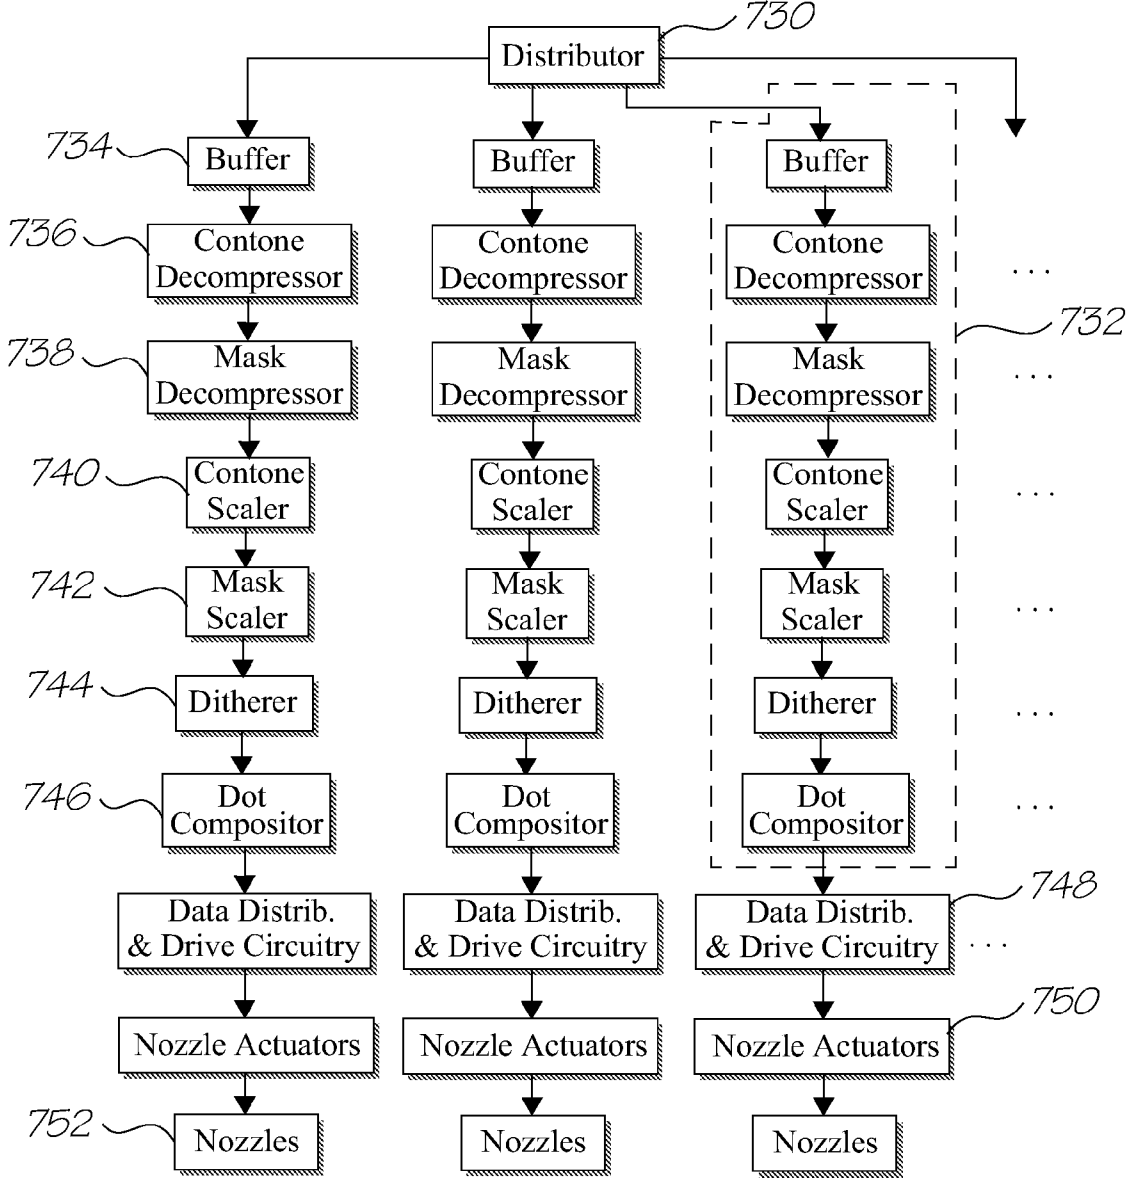 730
Distributor
734
Buffer
Buffer
Buffer
736
Contone
Decompressor
Contone
Decompressor
Contone
Decompressor
. . .
732
738
Mask
Decompressor
Mask
Decompressor
Mask
Decompressor
. . .
740
Contone
Scaler
Contone
Scaler
Contone
Scaler
. . .
742
Mask
Scaler
Mask
Scaler
Mask
Scaler
. . .
744
Ditherer
Ditherer
Ditherer
. . .
746
Dot
Compositor
Dot
Compositor
Dot
Compositor
. . .
Data Distrib.
& Drive Circuitry
Data Distrib.
& Drive Circuitry
Data Distrib.
& Drive Circuitry
748
. . .
Nozzle Actuators
Nozzle Actuators
Nozzle Actuators
750
752
Nozzles
Nozzles
Nozzles